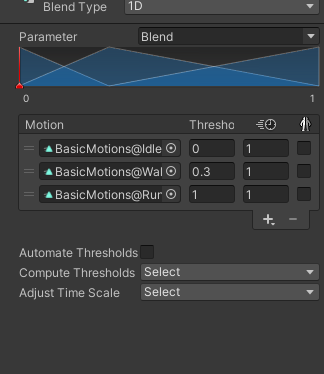 Blend Type 1D
Parameter Blend
0 1
Motion Thresho
BasicMotions@Idle 0 1
BasicMotions@Wal 0.3 1
BasicMotions@Run 1 1
Automate Thresholds
Compute Thresholds Select
Adjust Time Scale Select